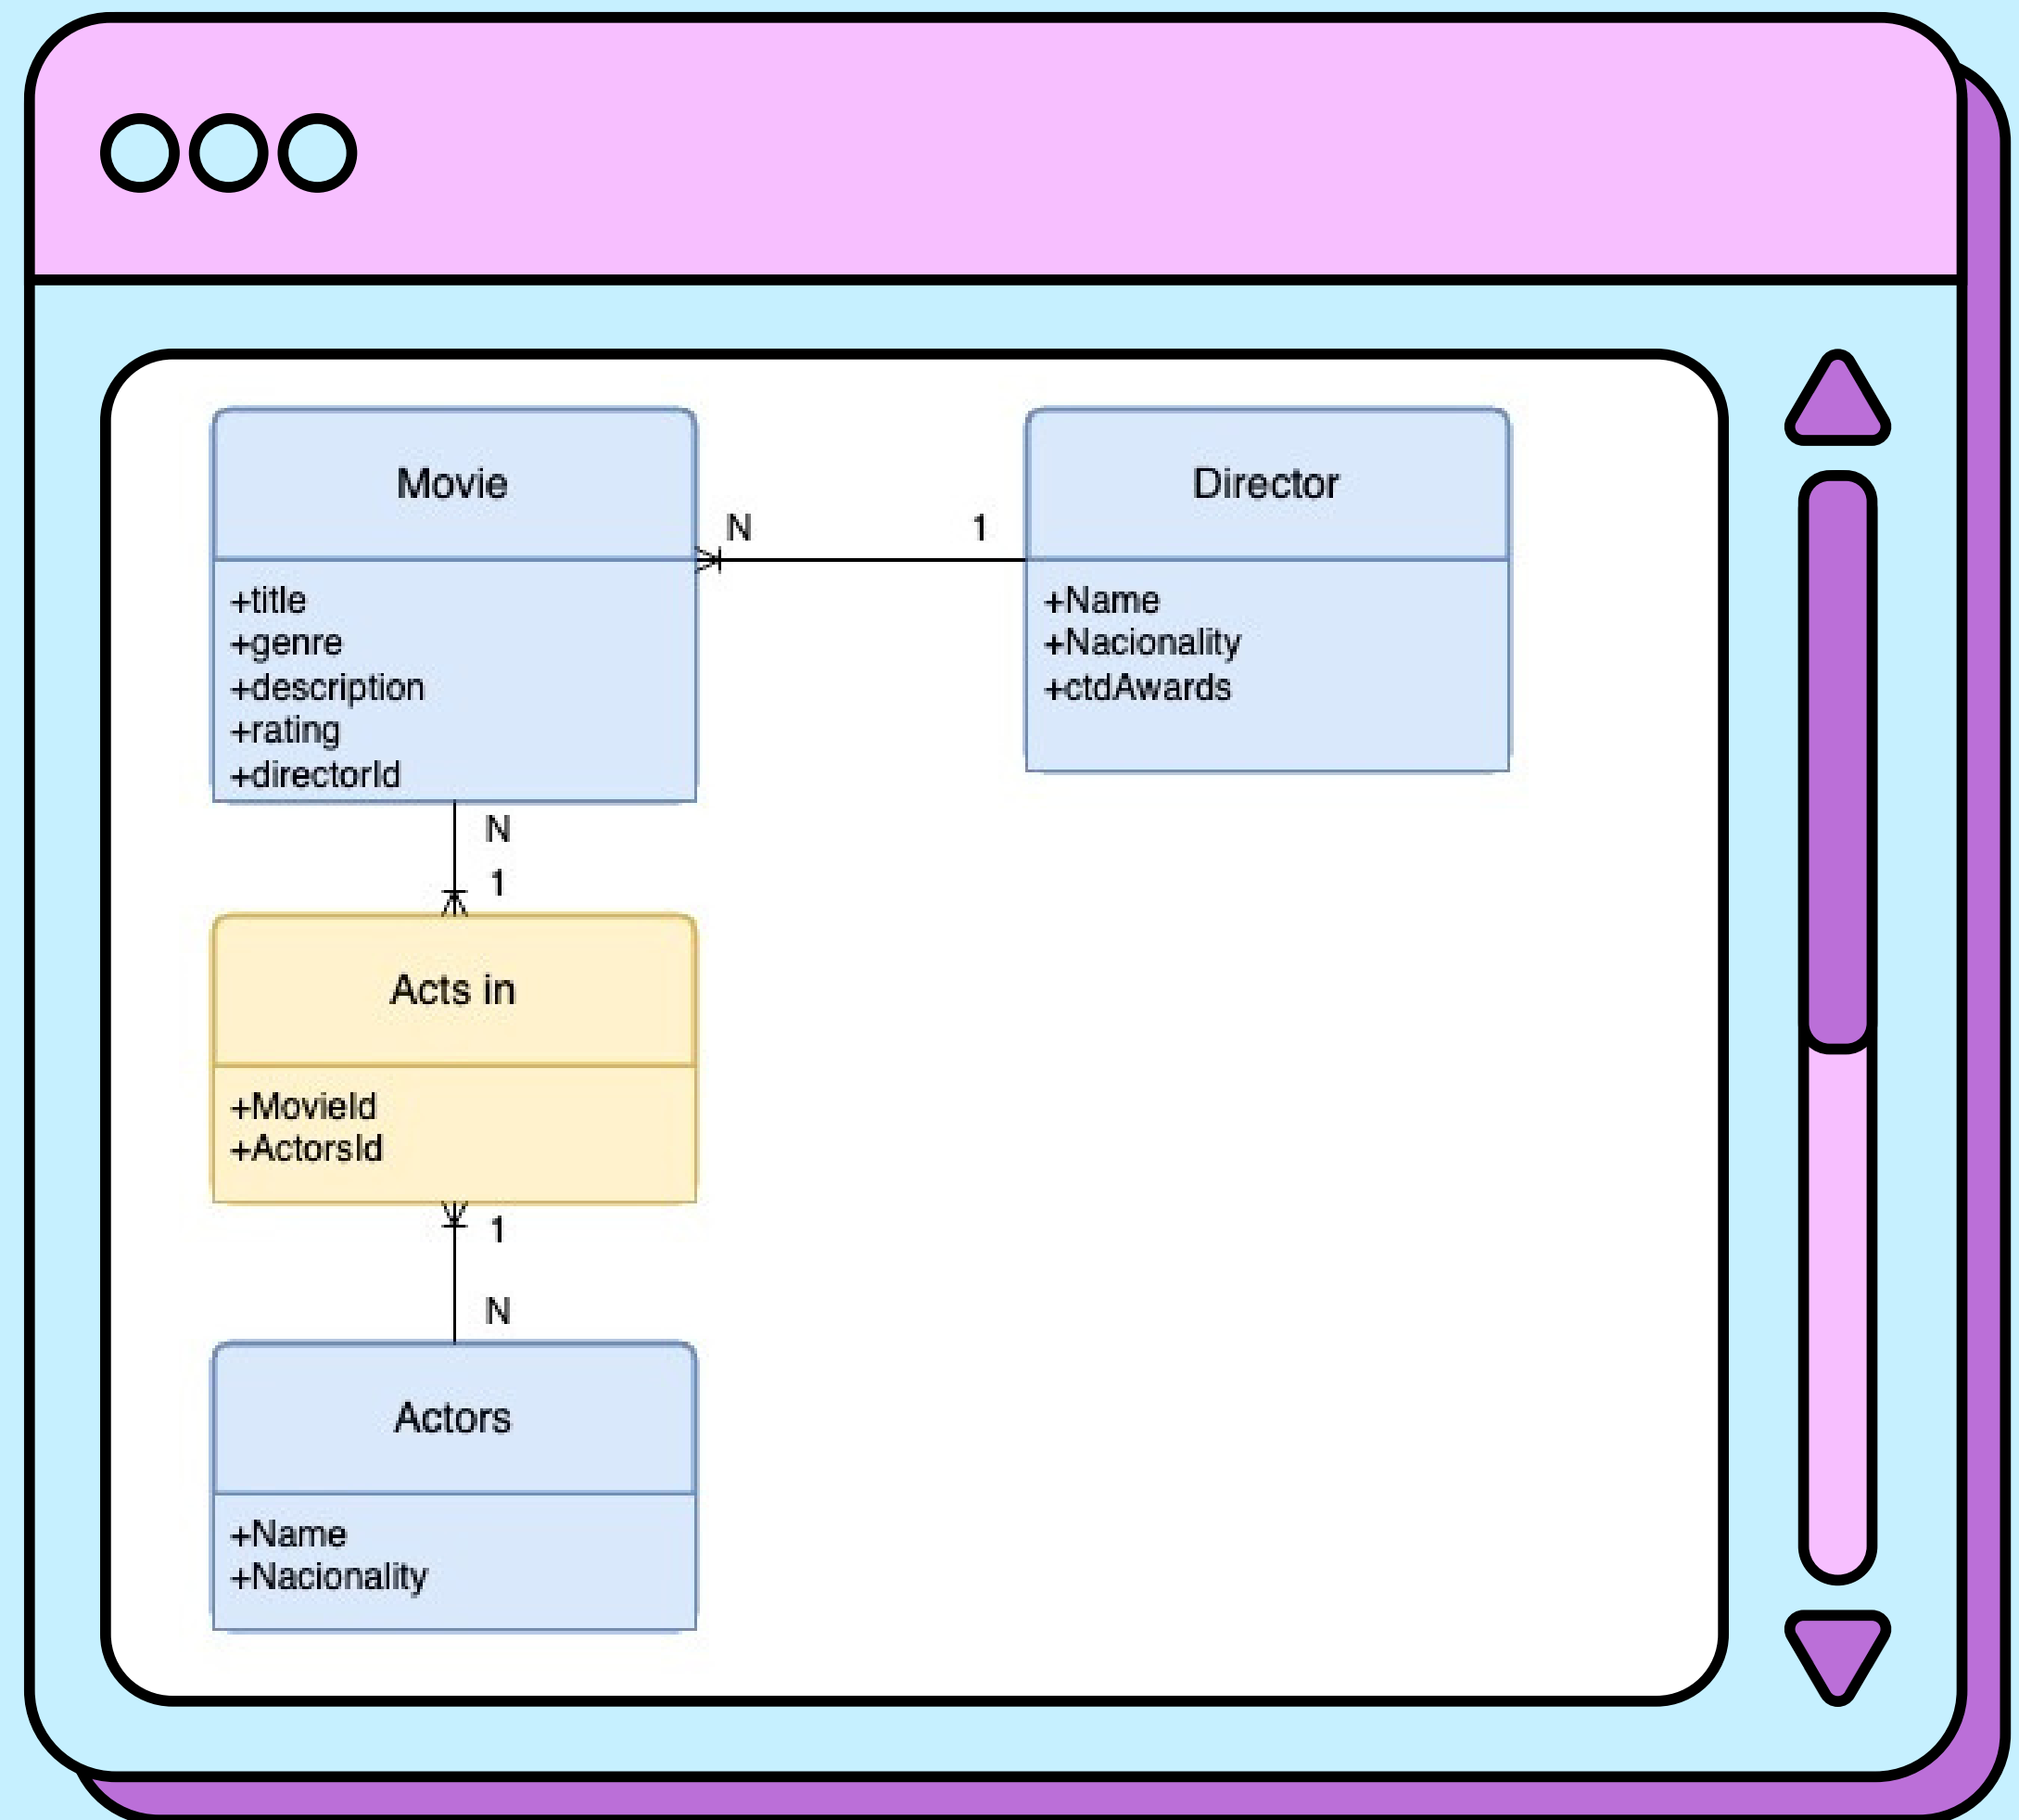 Movie
+title
+genre
+description
+rating
+directorId
N
1
Director
+Name
+Nacionality
+ctdAwards
N
1
Acts in
+MovieId
+ActorsId
1
N
Actors
+Name
+Nacionality